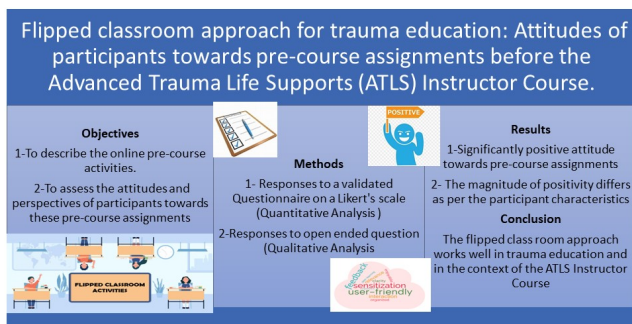 Flipped classroom approach for trauma education: Attitudes of
participants towards pre-course assignments before the
Advanced Trauma Life Supports (ATLS) Instructor Course.
Objectives
1-To describe the online pre-course
activities.
2-To assess the attitudes and
perspectives of participants towards
these pre-course assignments
FLIPPED CLASSROOM
ACTIVITIES
Methods
1- Responses to a validated
Questionnaire on a Likert's scale
(Quantitative Analysis )
2-Responses to open ended question
(Qualitative Analysis
feedback
sensitization
user-friendly
POSITIVE
Results
1-Significantly positive attitude
towards pre-course assignments
2- The magnitude of positivity differs
as per the participant characteristics
Conclusion
The flipped class room approach
works well in trauma education and
in the context of the ATLS Instructor
Course